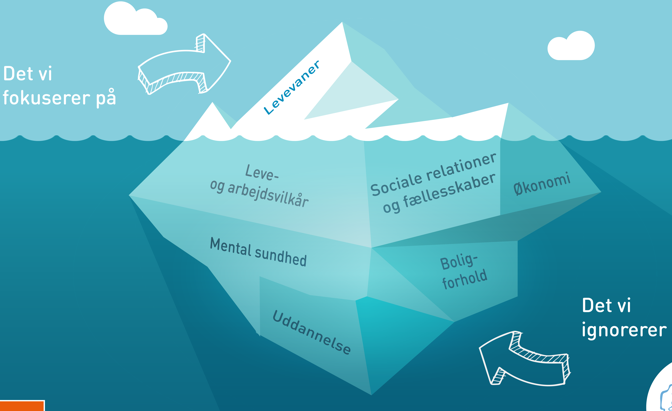 Det vi
fokuserer på
Levevaner
Leve-
og arbejdsvilkår
Sociale relationer
og fællesskaber
Økonomi
Mental sundhed
Bolig-
forhold
Uddannelse
Det vi
ignorerer